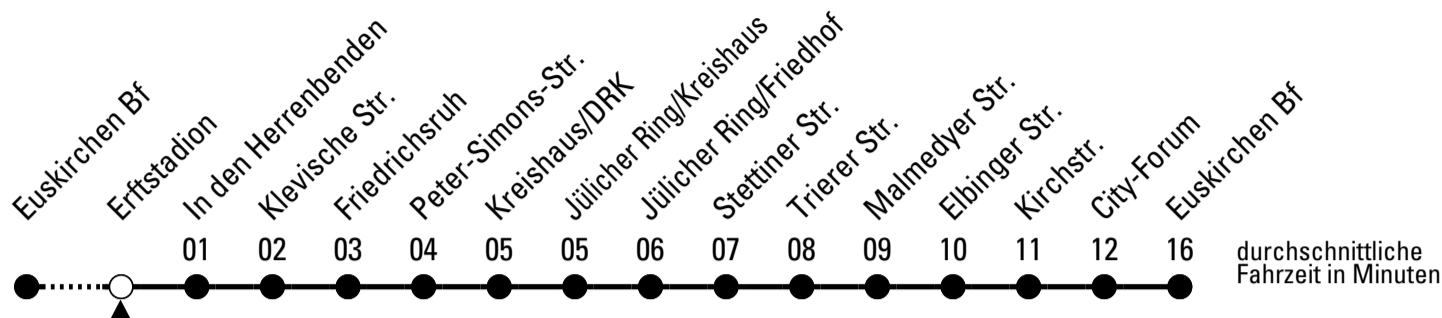 Euskirchen Bf
Erftstadion
In den Herrenbenden
Klevische Str.
Friedrichsruh
Peter-Simons-Str.
Kreishaus/DRK
Jülicher Ring/Kreishaus
Jülicher Ring/Friedhof
Stettiner Str.
Trierer Str.
Malmedyer Str.
Elbinger Str.
Kirchstr.
City-Forum
Euskirchen Bf
01 02 03 04 05 05 06 07 08 09 10 11 12 16
durchschnittliche
Fahrzeit in Minuten